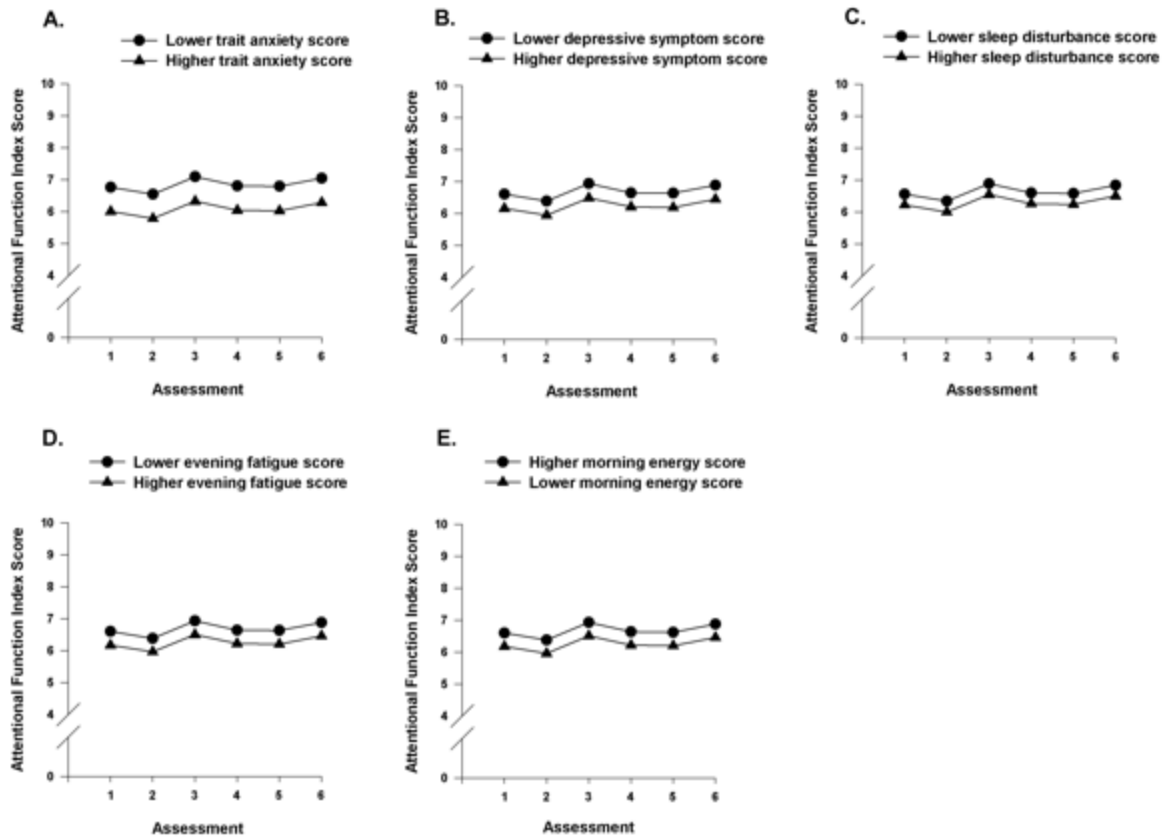 A.
Lower trait anxiety score
Higher trait anxiety score
Attentional Function Index Score
10
9
8
7
6
5
4
0
1 2 3 4 5 6
Assessment
B.
Lower depressive symptom score
Higher depressive symptom score
Attentional Function Index Score
10
9
8
7
6
5
4
0
1 2 3 4 5 6
Assessment
C.
Lower sleep disturbance score
Higher sleep disturbance score
Attentional Function Index Score
10
9
8
7
6
5
4
0
1 2 3 4 5 6
Assessment
D.
Lower evening fatigue score
Higher evening fatigue score
Attentional Function Index Score
10
9
8
7
6
5
4
0
1 2 3 4 5 6
Assessment
E.
Higher morning energy score
Lower morning energy score
Attentional Function Index Score
10
9
8
7
6
5
4
0
1 2 3 4 5 6
Assessment